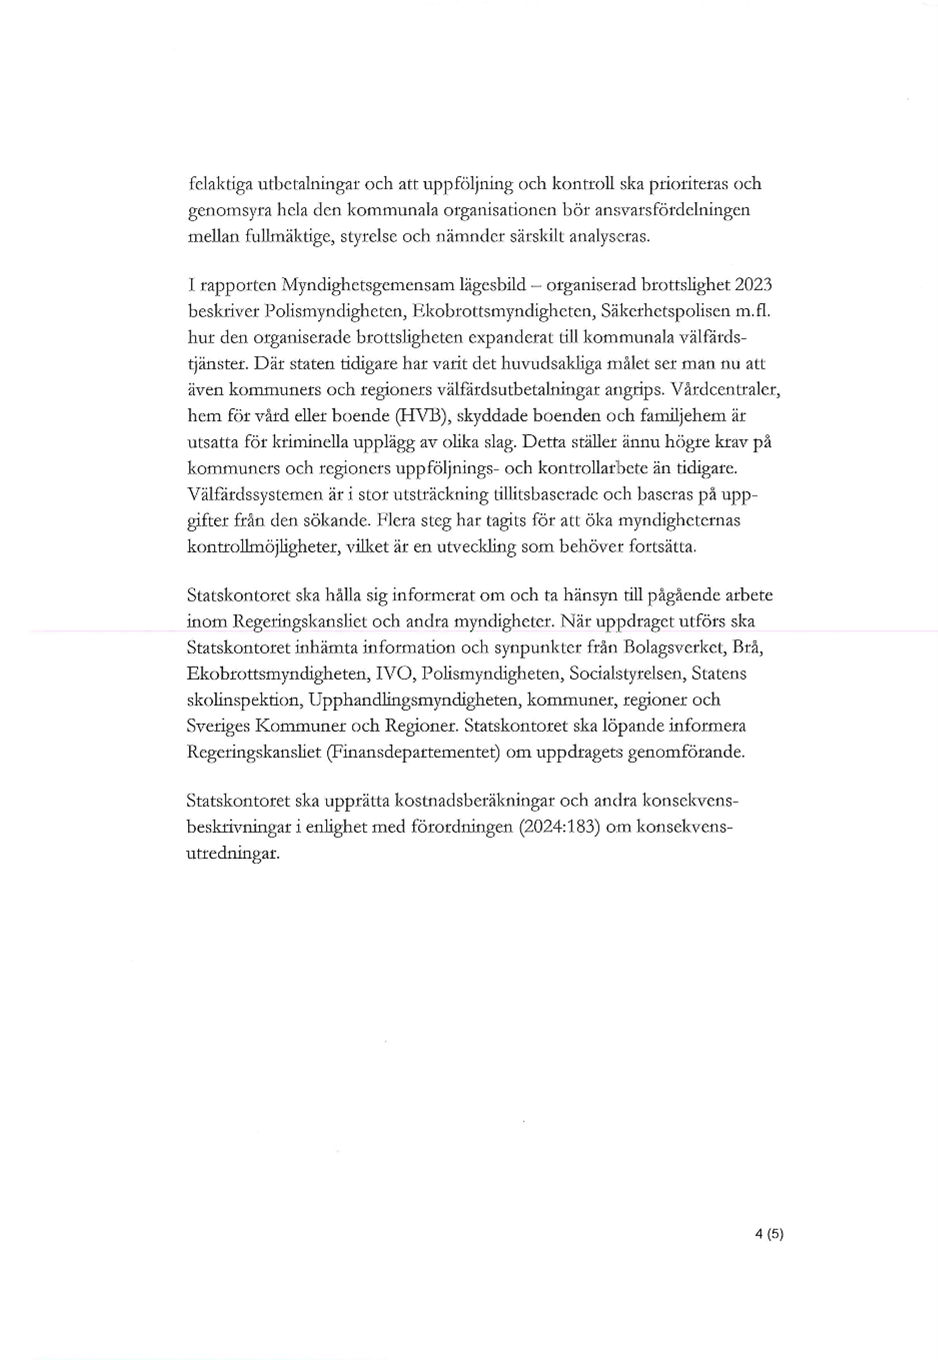 felaktiga utbetalningar och att uppföljning och kontroll ska prioriteras och
genomsyra hela den kommunala organisationen bör ansvarsfördelningen
mellan fullmäktige, styrelse och nämnder särskilt analyseras.
I rapporten Myndighetsgemensam lägesbild – organiserad brottslighet 2023
beskriver Polismyndigheten, Ekobrottsmyndigheten, Säkerhetspolisen m.fl.
hur den organiserade brottsligheten expanderat till kommunala välfärds-
tjänster. Där staten tidigare har varit det huvudsakliga målet ser man nu att
även kommuners och regioners välfärdsutbetalningar angrips. Vårdcentraler,
hem för vård eller boende (HVB), skyddade boenden och familjehem är
utsatta för kriminella upplägg av olika slag. Detta ställer ännu högre krav på
kommuners och regioners uppföljnings- och kontrollarbete än tidigare.
Välfärdssystemen är i stor utsträckning tillitsbaserade och baseras på upp-
gifter från den sökande. Flera steg har tagits för att öka myndigheternas
kontrollmöjligheter, vilket är en utveckling som behöver fortsätta.
Statskontoret ska hålla sig informerat om och ta hänsyn till pågående arbete
inom Regeringskansliet och andra myndigheter. När uppdraget utförs ska
Statskontoret inhämta information och synpunkter från Bolagsverket, Brå,
Ekobrottsmyndigheten, IVO, Polismyndigheten, Socialstyrelsen, Statens
skolinspektion, Upphandlingsmyndigheten, kommuner, regioner och
Sveriges Kommuner och Regioner. Statskontoret ska löpande informera
Regeringskansliet (Finansdepartementet) om uppdragets genomförande.
Statskontoret ska upprätta kostnadsberäkningar och andra konsekvens-
beskrivningar i enlighet med förordningen (2024:183) om konsekvens-
utredningar.
4 (5)